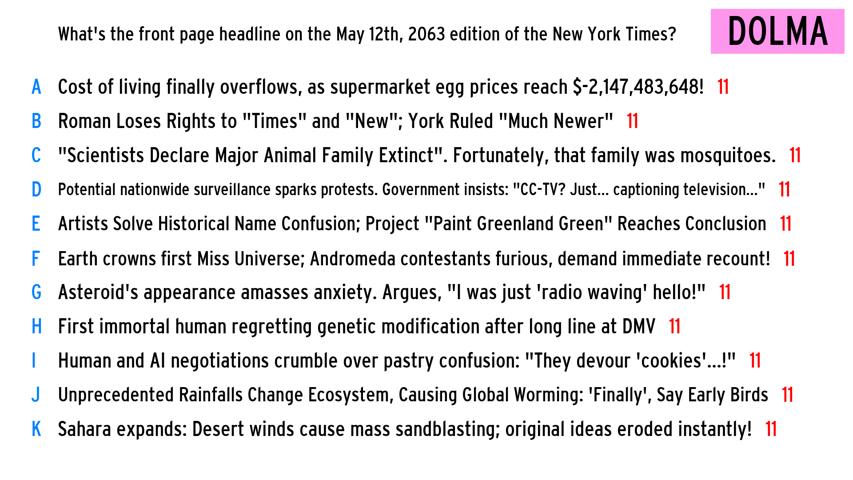 What's the front page headline on the May 12th, 2063 edition of the New York Times?
DOLMA
A Cost of living finally overflows, as supermarket egg prices reach $-2,147,483,648! 11
B Roman Loses Rights to "Times" and "New"; York Ruled "Much Newer" 11
C "Scientists Declare Major Animal Family Extinct". Fortunately, that family was mosquitoes. 11
D Potential nationwide surveillance sparks protests. Government insists: "CC-TV? Just... captioning television..." 11
E Artists Solve Historical Name Confusion; Project "Paint Greenland Green" Reaches Conclusion 11
F Earth crowns first Miss Universe; Andromeda contestants furious, demand immediate recount! 11
G Asteroid's appearance amasses anxiety. Argues, "I was just 'radio waving' hello!" 11
H First immortal human regretting genetic modification after long line at DMV 11
I Human and AI negotiations crumble over pastry confusion: "They devour 'cookies'...!" 11
J Unprecedented Rainfalls Change Ecosystem, Causing Global Worming: 'Finally', Say Early Birds 11
K Sahara expands: Desert winds cause mass sandblasting; original ideas eroded instantly! 11